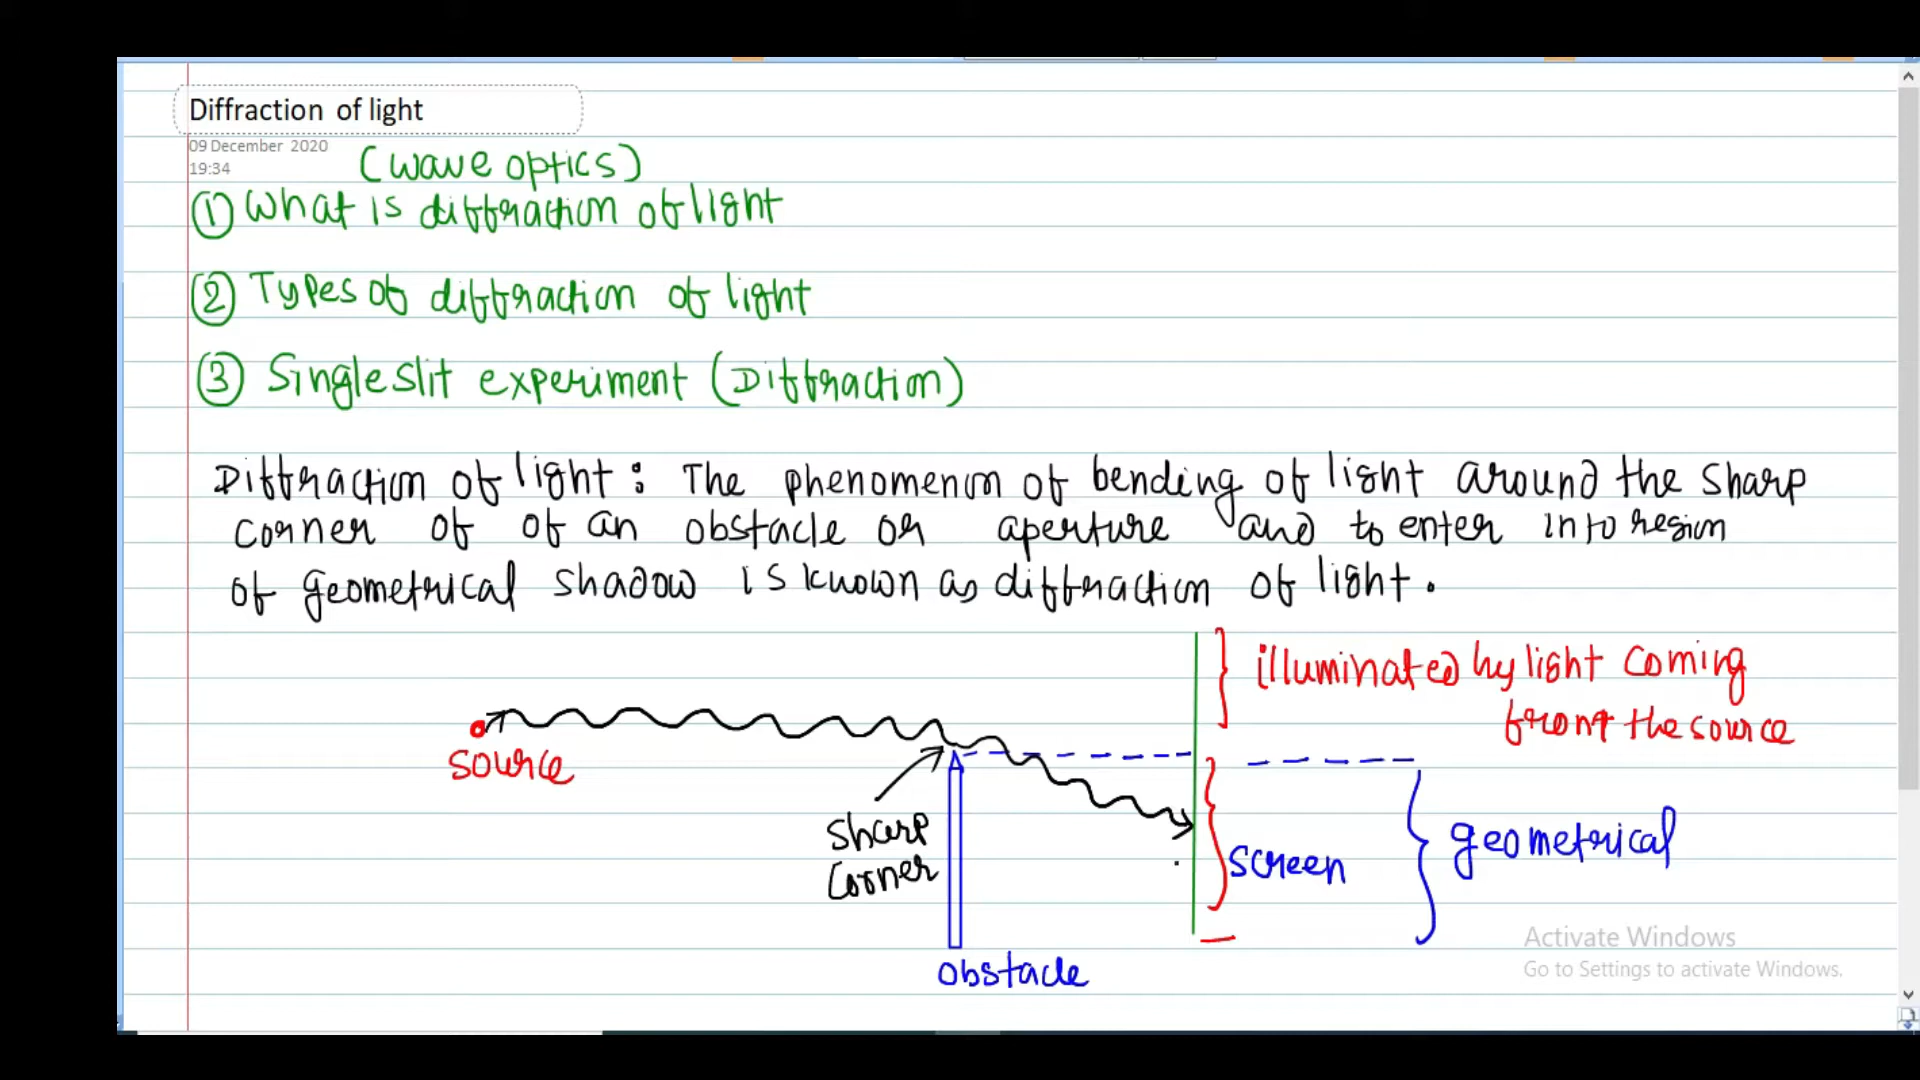 Diffraction of light
09 December 2020
19:34
(wave optics)
① What is diffraction of light
② Types of diffraction of light
③ Single slit experiment (Diffraction)
Diffraction of light : The phenomenon of bending of light around the sharp
corner of of an obstacle or aperture and to enter into region
of geometrical shadow is known as diffraction of light.
illuminated by light coming
from the source
source
sharp
corner
screen
geometrical
obstacle
Activate Windows
Go to Settings to activate Windows.